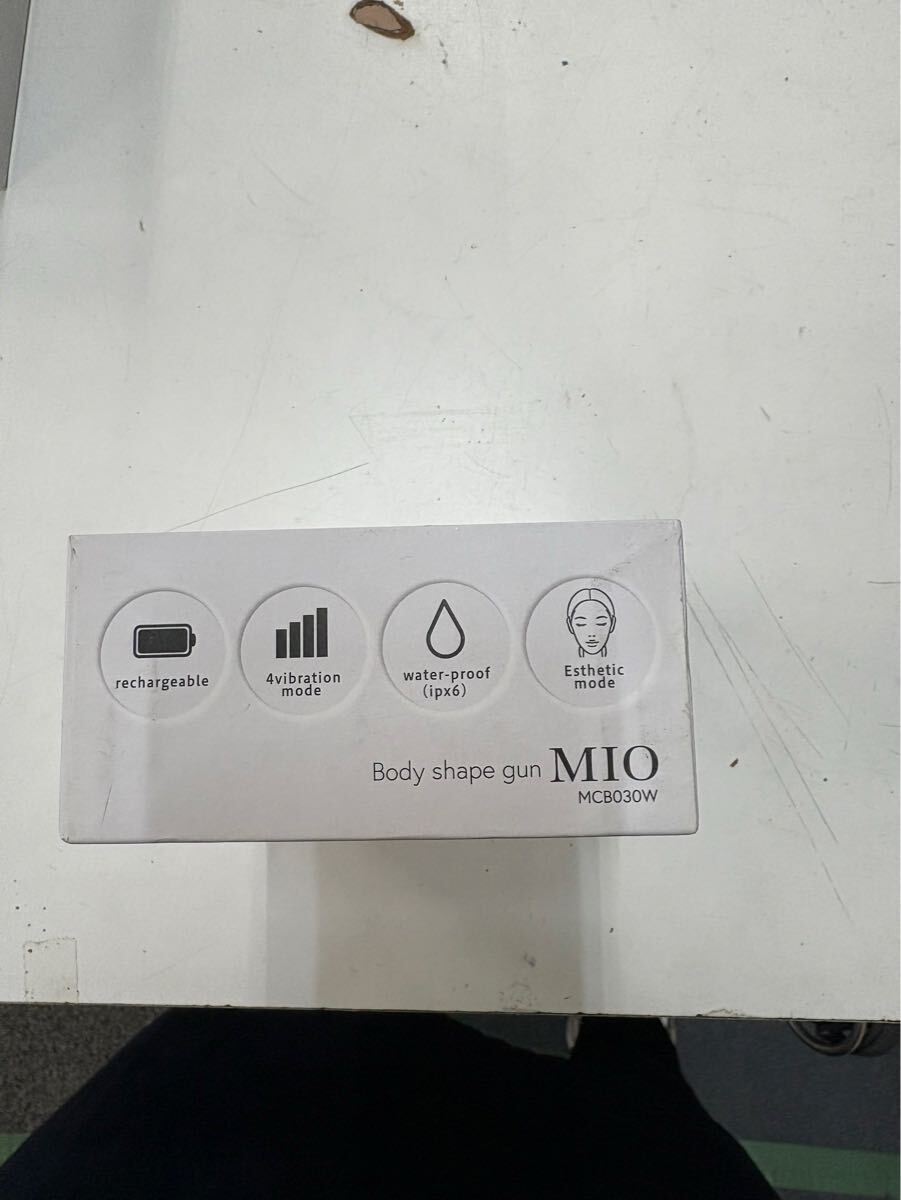 rechargeable
4vibration
mode
water-proof
(ipx6)
Esthetic
mode
Body shape gun MIO
MCB030W